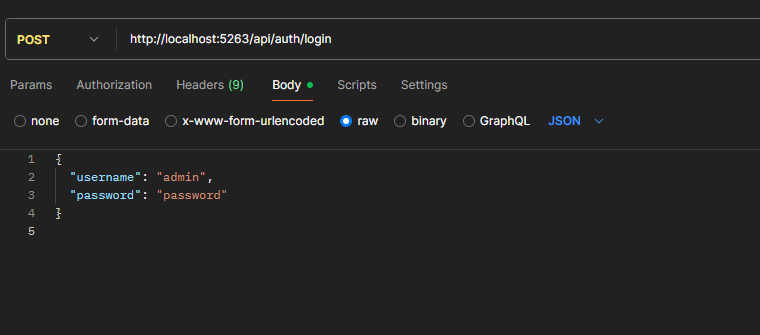 POST http://localhost:5263/api/auth/login
Params Authorization Headers (9) Body Scripts Settings
none form-data x-www-form-urlencoded raw binary GraphQL JSON
1 {
2 "username": "admin",
3 "password": "password"
4 }
5